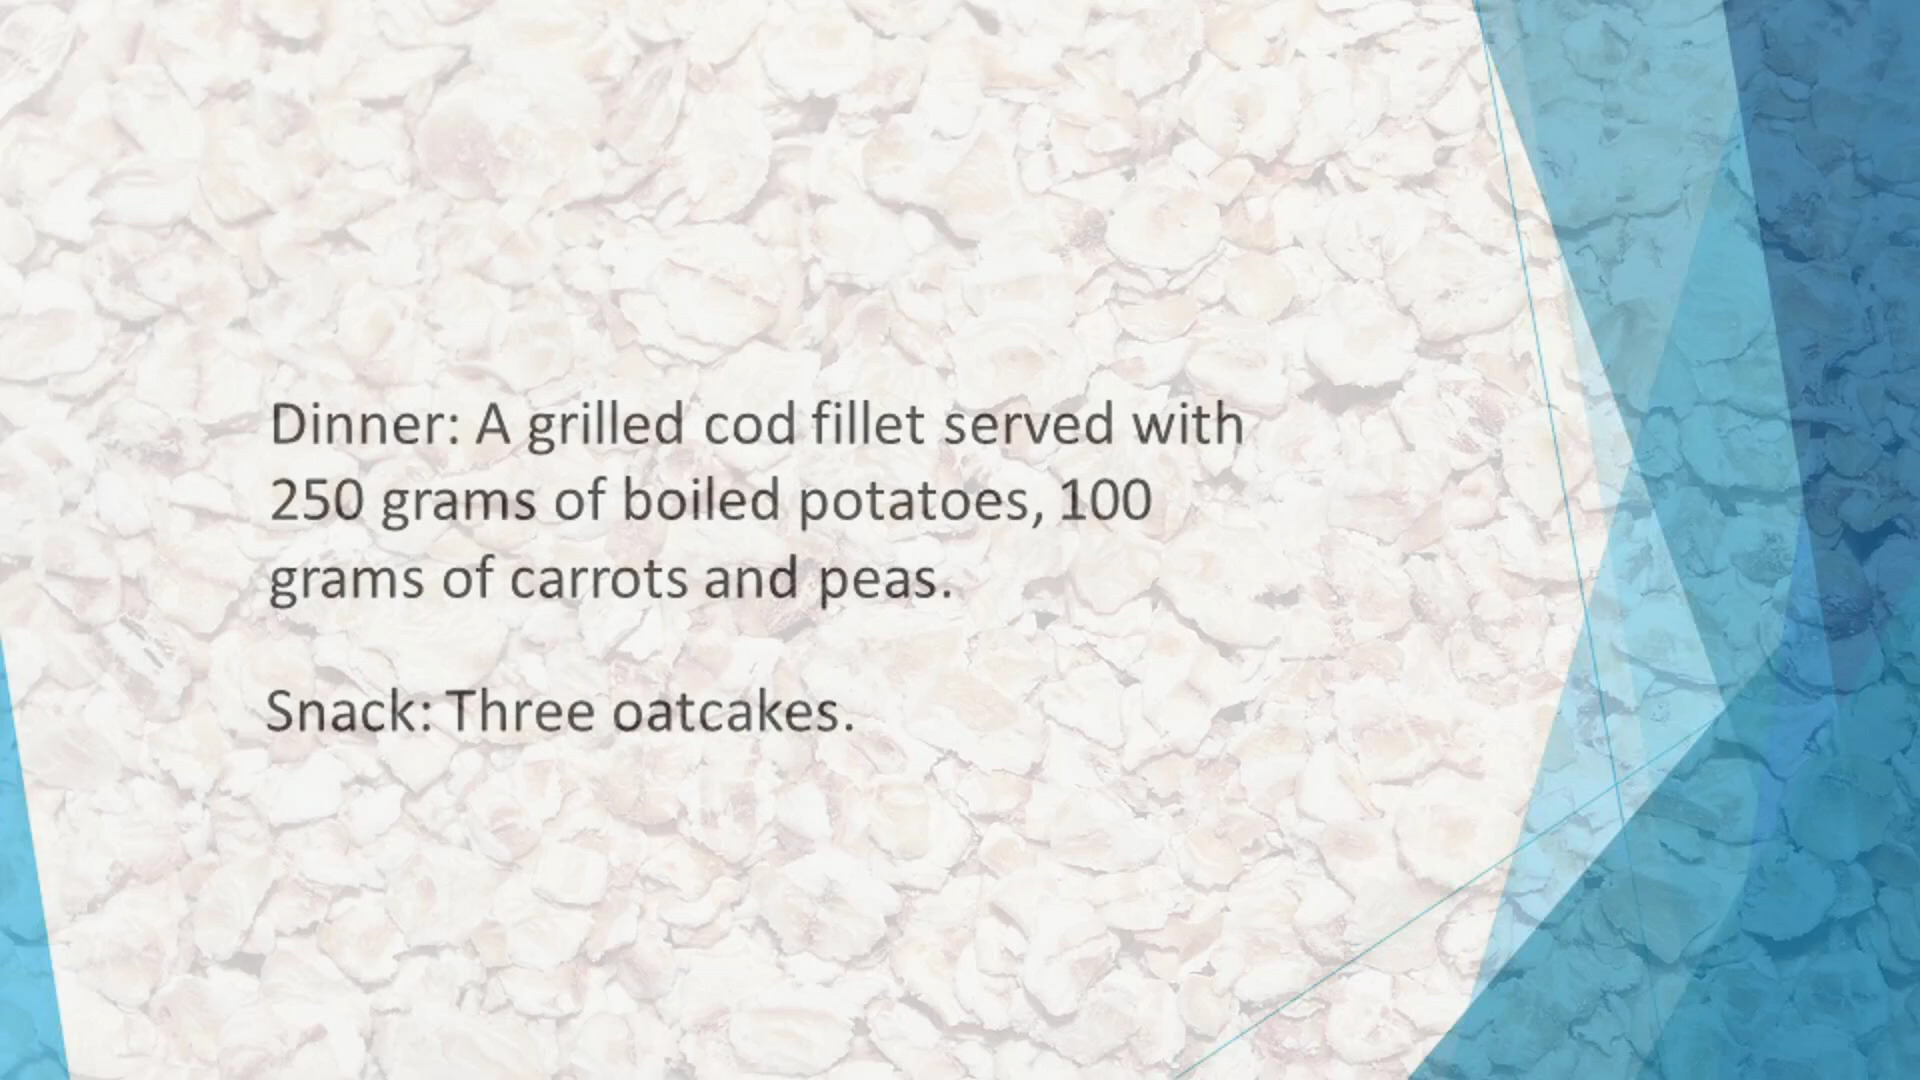 Dinner: A grilled cod fillet served with
250 grams of boiled potatoes, 100
grams of carrots and peas.
Snack: Three oatcakes.